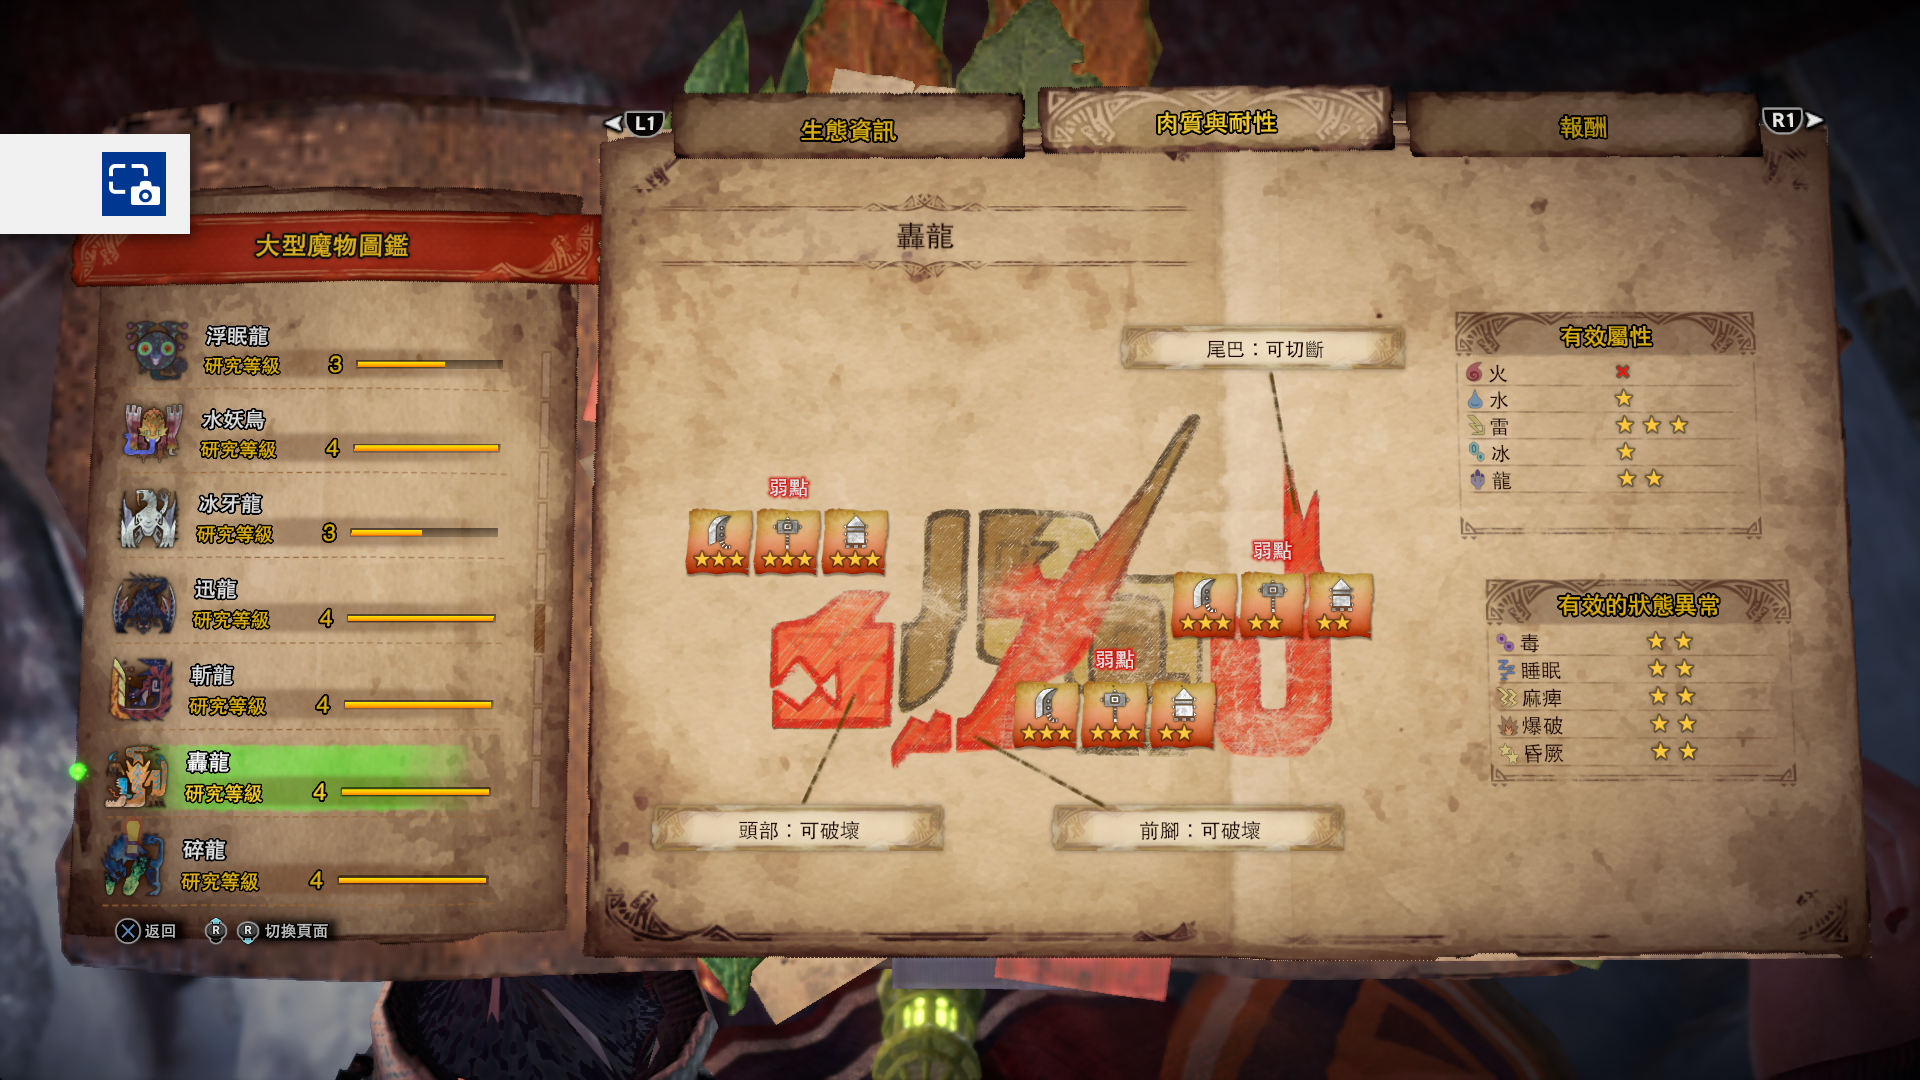 L1
生態資訊
肉質與耐性
報酬
R1
大型魔物圖鑑
浮眠龍
研究等級 3
水妖鳥
研究等級 4
冰牙龍
研究等級 3
迅龍
研究等級 4
斬龍
研究等級 4
轟龍
研究等級 4
碎龍
研究等級 4
返回 R R 切換頁面
轟龍
尾巴：可切斷
弱點
弱點
弱點
頭部：可破壞
前腳：可破壞
有效屬性
火
水
雷
冰
龍
有效的狀態異常
毒
睡眠
麻痺
爆破
昏厥